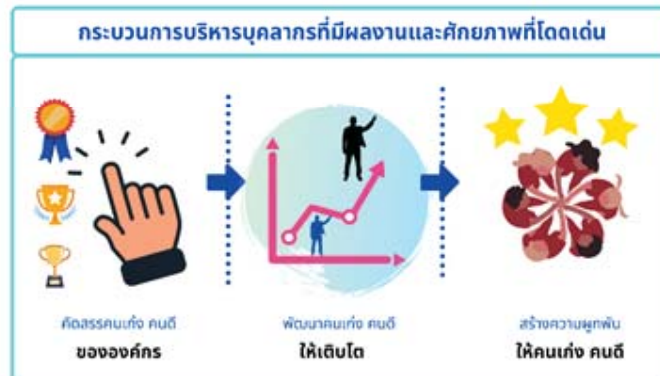 กระบวนการบริหารบุคลากรที่มีผลงานและศักยภาพที่โดดเด่น
คัดสรรคนเก่ง คนดี
ขององค์กร
พัฒนาคนเก่ง คนดี
ให้เติบโต
สร้างความผูกพัน
ให้คนเก่ง คนดี